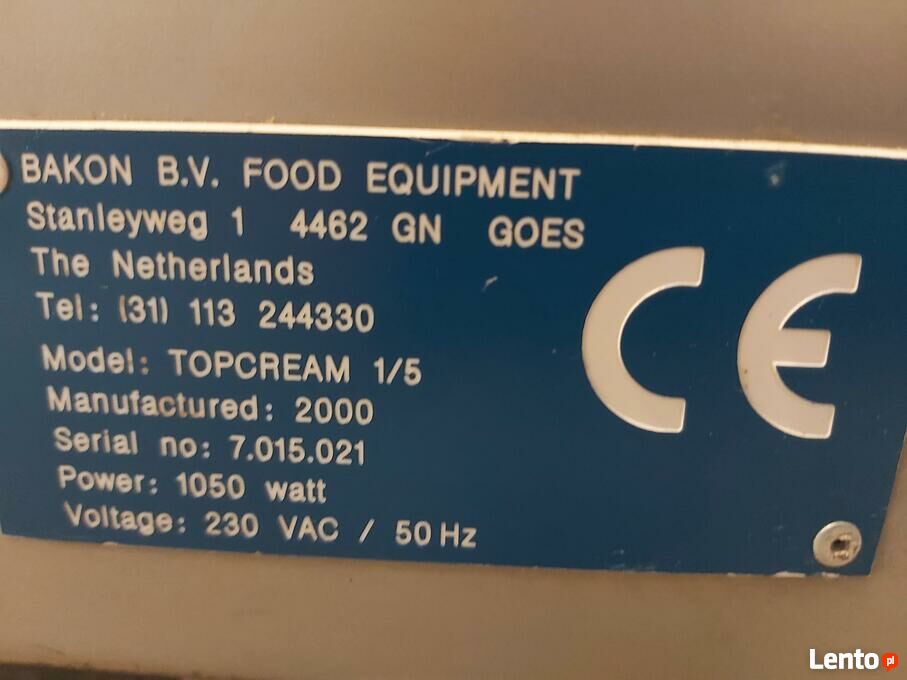 BAKON B.V. FOOD EQUIPMENT
Stanleyweg 1 4462 GN GOES
The Netherlands
Tel: (31) 113 244330
Model: TOPCREAM 1/5
Manufactured: 2000
Serial no: 7.015.021
Power: 1050 watt
Voltage: 230 VAC / 50 Hz
CE
Lento.pl